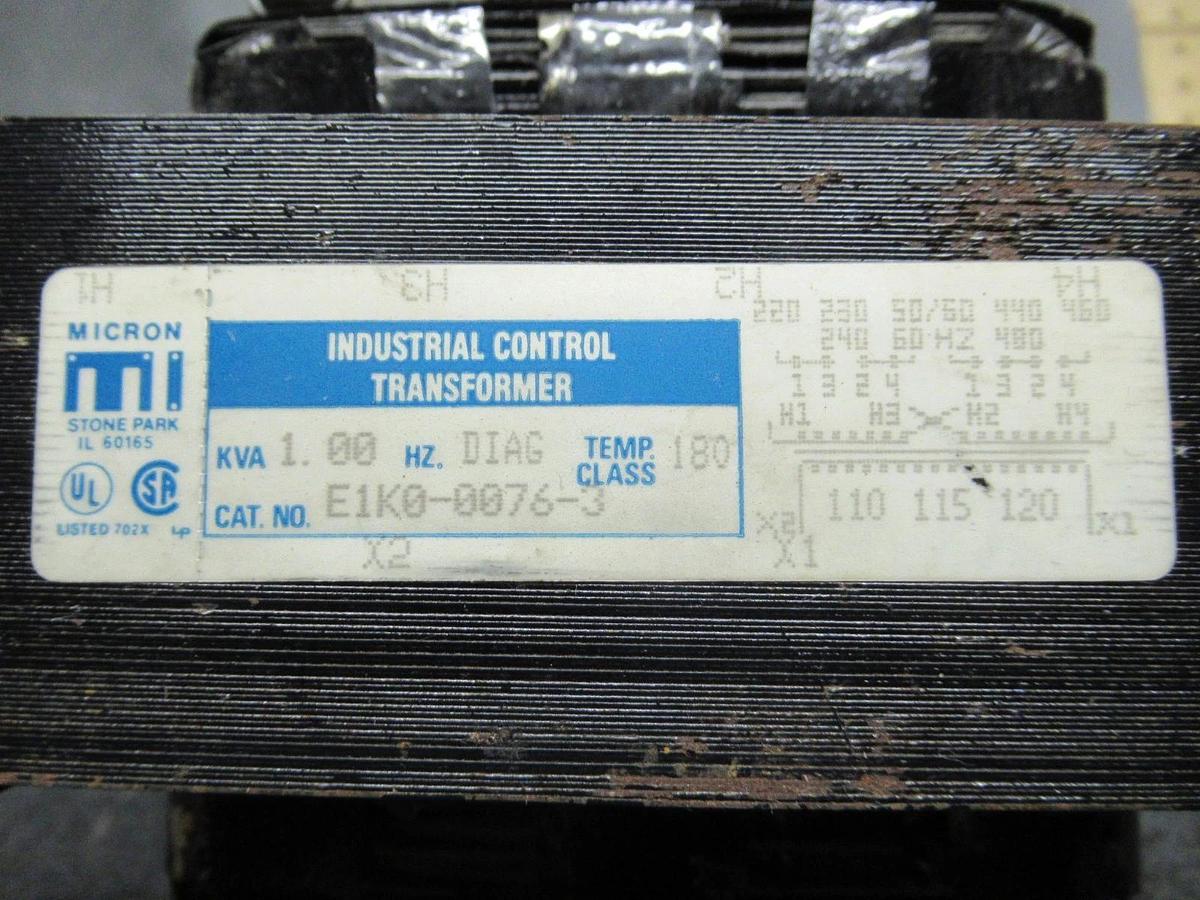 H1 H3 H2 H4
MICRON
STONE PARK
IL 60165
UL
SA
LISTED 702X LP
INDUSTRIAL CONTROL
TRANSFORMER
KVA 1.00 HZ. DIAG TEMP. CLASS 180
CAT. NO. E1K0-0076-3
220 230 50/60 440 460
240 60 HZ 480
1 3 2 4 1 3 2 4
H1 H3 H2 H4
X2 110 115 120 X1
X2 X1